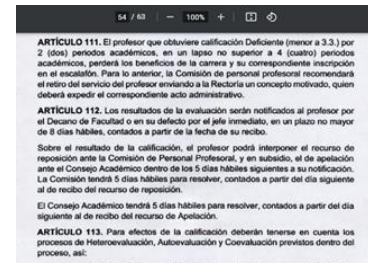 54 / 63 — 100% +
ARTÍCULO 111. El profesor que obtuviere calificación Deficiente (menor a 3.3.) por
2 (dos) periodos académicos, en un lapso no superior a 4 (cuatro) periodos
académicos, perderá los beneficios de la carrera y su correspondiente inscripción
en el escalafón. Para lo anterior, la Comisión de personal profesoral recomendará
el retiro del servicio del profesor enviando a la Rectoría un concepto motivado, quien
deberá expedir el correspondiente acto administrativo.
ARTÍCULO 112. Los resultados de la evaluación serán notificados al profesor por
el Decano de Facultad o en su defecto por el jefe inmediato, en un plazo no mayor
de 8 días hábiles, contados a partir de la fecha de su recibo.
Sobre el resultado de la calificación, el profesor podrá interponer el recurso de
reposición ante la Comisión de Personal Profesoral, y en subsidio, el de apelación
ante el Consejo Académico dentro de los 5 días hábiles siguientes a su notificación.
La Comisión tendrá 5 días hábiles para resolver, contados a partir del día siguiente
al de recibo del recurso de reposición.
El Consejo Académico tendrá 5 días hábiles para resolver, contados a partir del día
siguiente al de recibo del recurso de Apelación.
ARTÍCULO 113. Para efectos de la calificación deberán tenerse en cuenta los
procesos de Heteroevaluación, Autoevaluación y Coevaluación previstos dentro del
proceso, así: